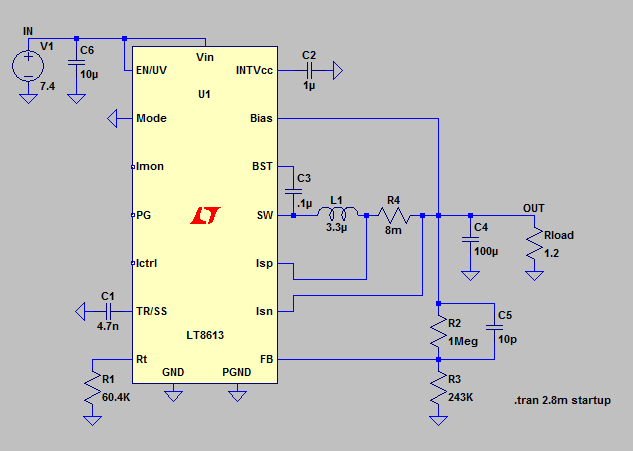 IN
V1
7.4
C6
10µ
Vin
EN/UV
INTVcc
C2
1µ
U1
Mode
Bias
Imon
BST
C3
.1µ
PG
SW
L1
3.3µ
R4
8m
OUT
C4
100µ
Rload
1.2
Ictrl
Isp
C1
4.7n
TR/SS
Isn
LT8613
R2
1Meg
C5
10p
Rt
FB
GND
PGND
R1
60.4K
R3
243K
.tran 2.8m startup